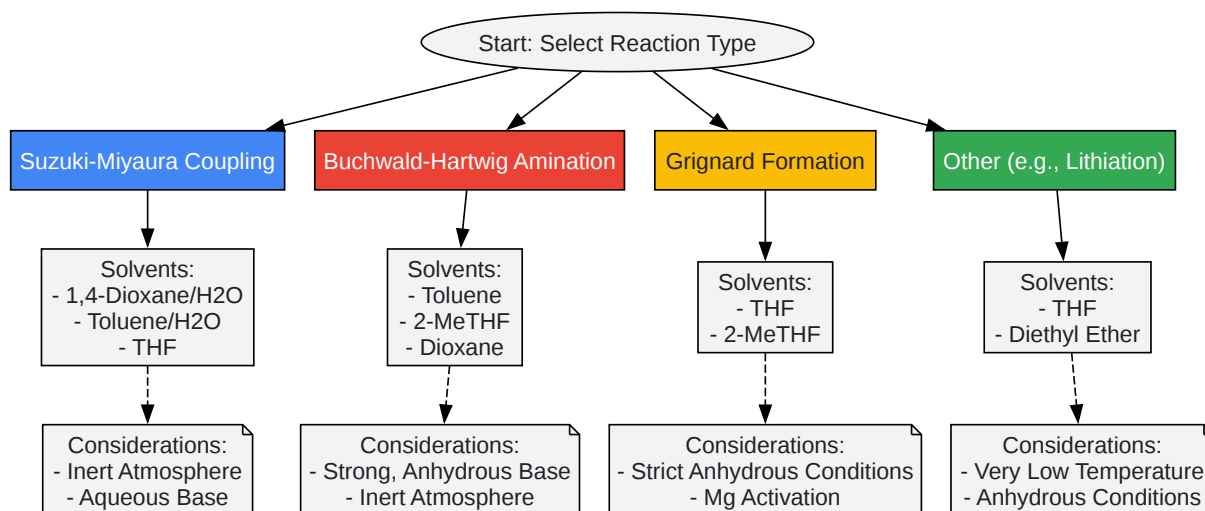 Start: Select Reaction Type
Suzuki-Miyaura Coupling
Buchwald-Hartwig Amination
Grignard Formation
Other (e.g., Lithiation)
Solvents:
- 1,4-Dioxane/H2O
- Toluene/H2O
- THF
Solvents:
- Toluene
- 2-MeTHF
- Dioxane
Solvents:
- THF
- 2-MeTHF
Solvents:
- THF
- Diethyl Ether
Considerations:
- Inert Atmosphere
- Aqueous Base
Considerations:
- Strong, Anhydrous Base
- Inert Atmosphere
Considerations:
- Strict Anhydrous Conditions
- Mg Activation
Considerations:
- Very Low Temperature
- Anhydrous Conditions